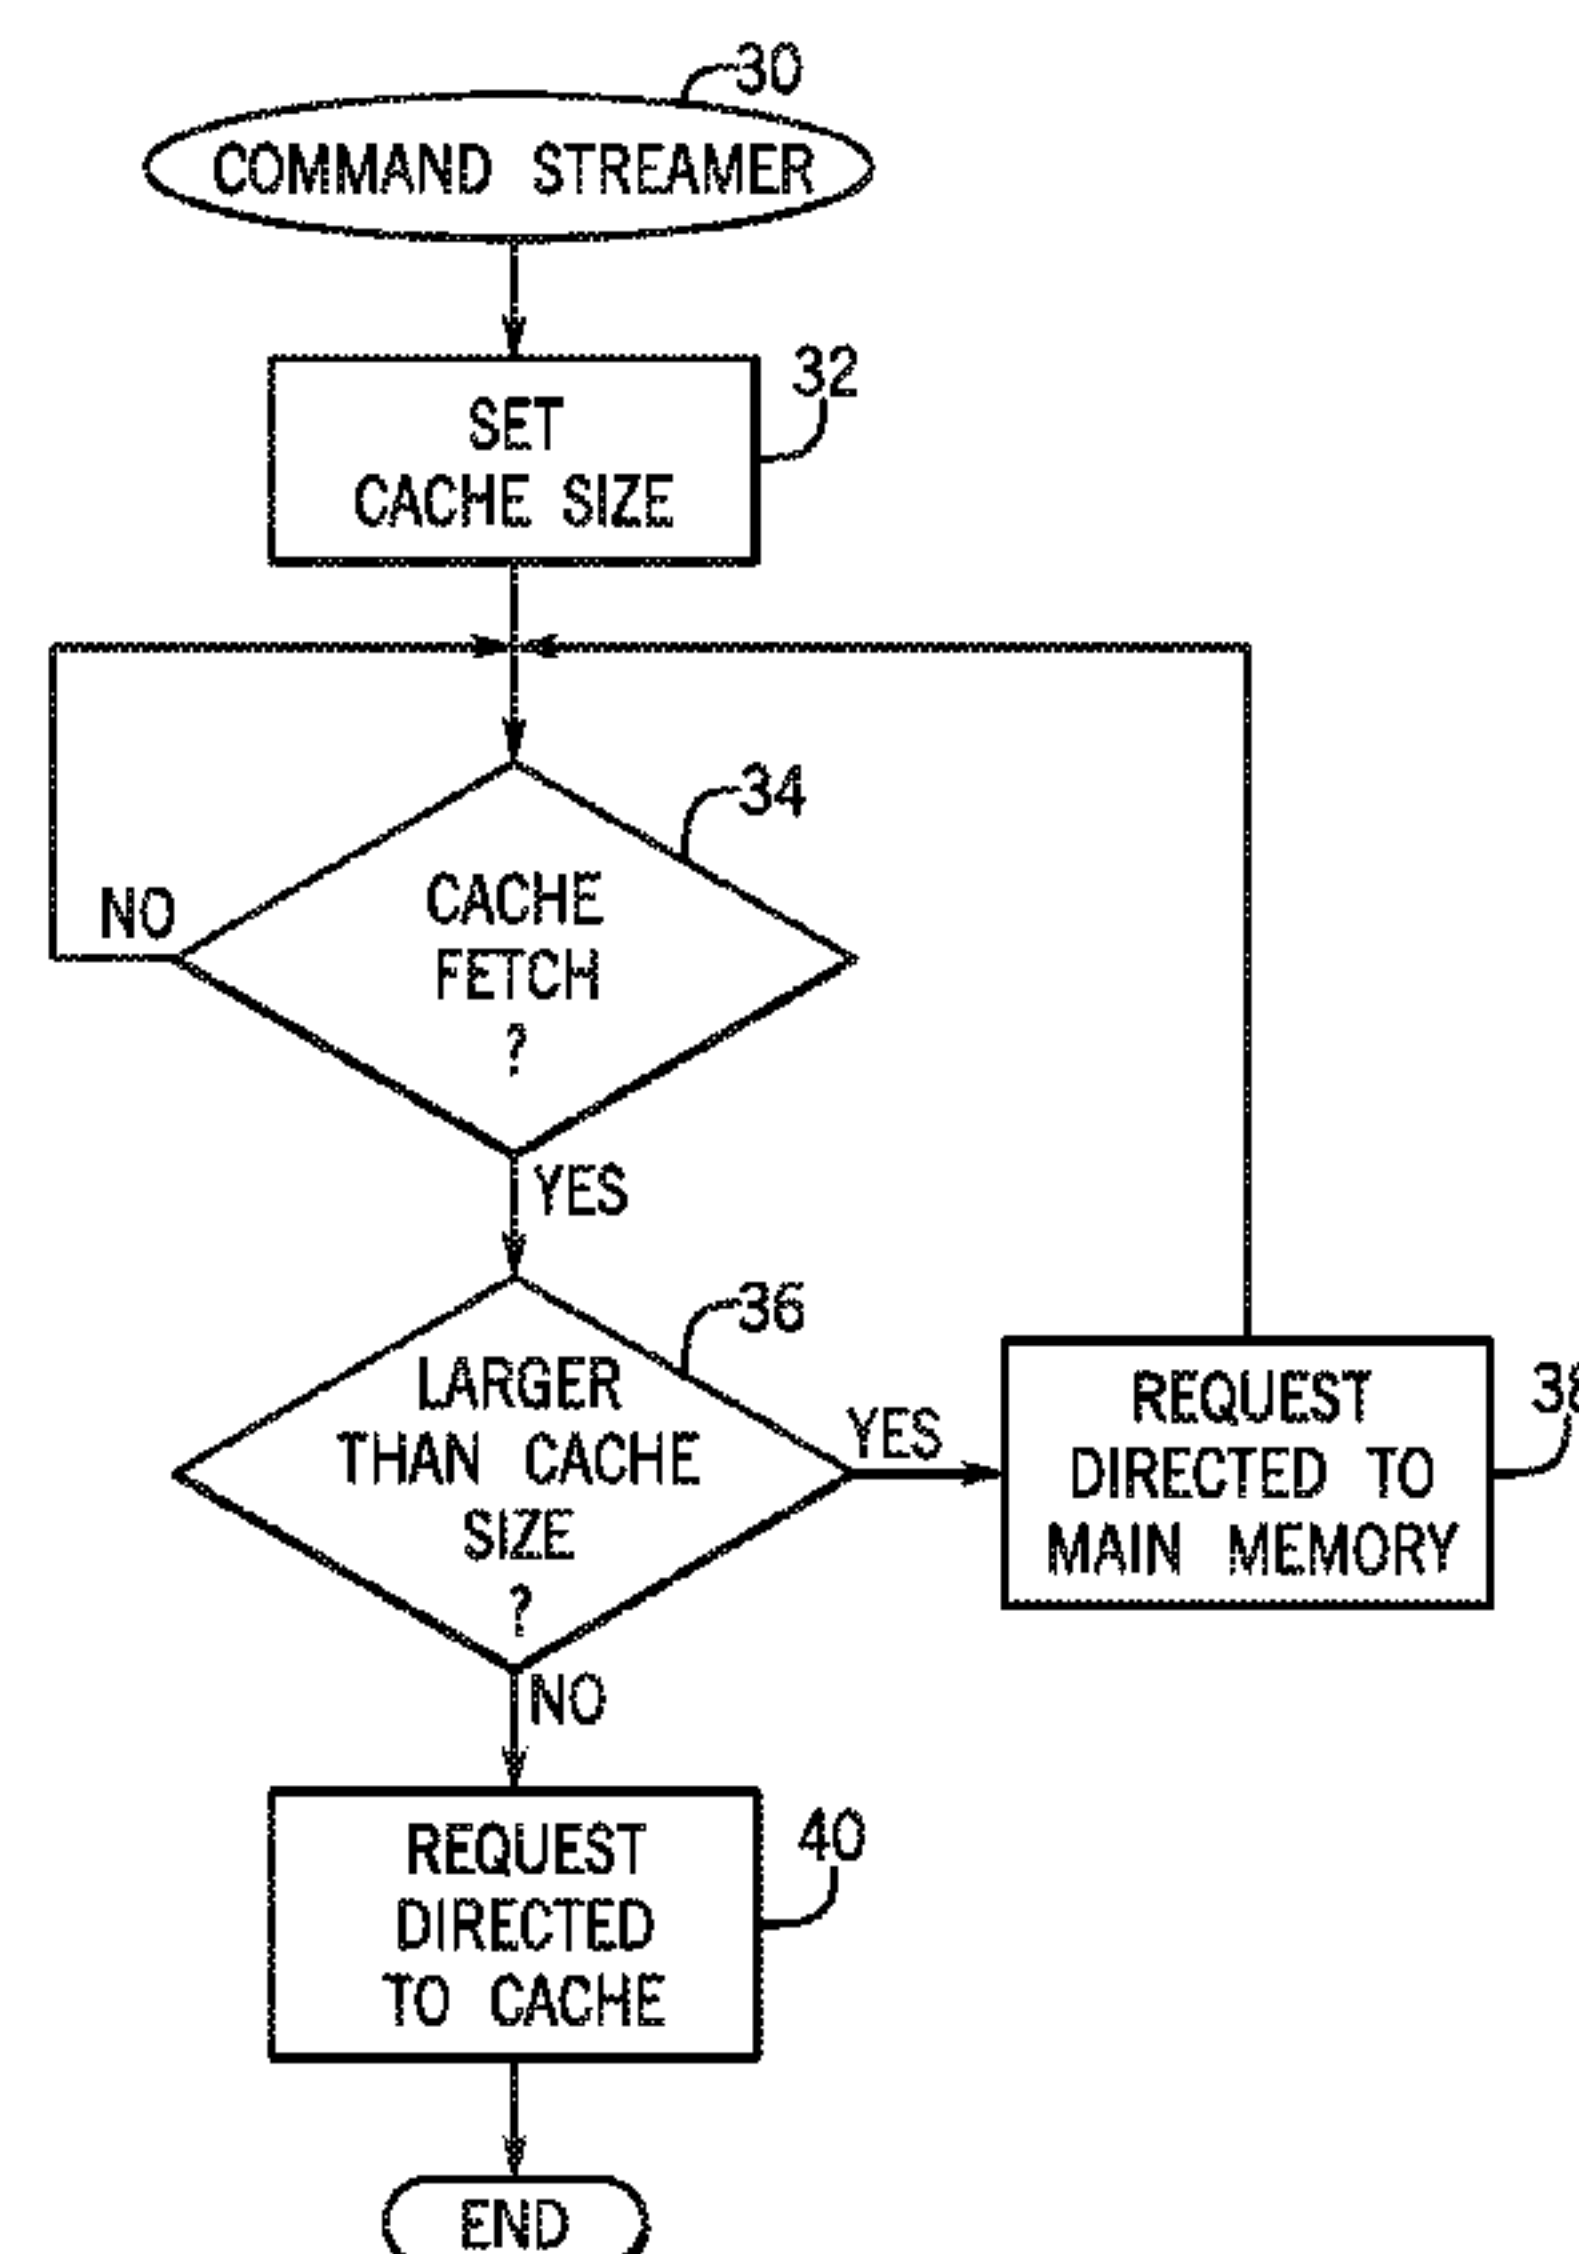 30
COMMAND STREAMER
32
SET
CACHE SIZE
34
NO
CACHE
FETCH
?
YES
36
LARGER
THAN CACHE
SIZE
?
YES
REQUEST
DIRECTED TO
MAIN MEMORY
38
NO
REQUEST
DIRECTED
TO CACHE
40
END